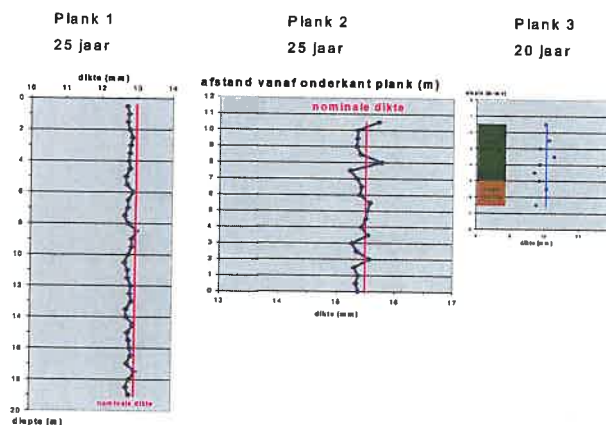 Plank 1
25 jaar
dikte (mm)
10 11 12 13 14
0
2
4
6
8
10
12
14
16
18
20
nominale dikte
diepte (m)
Plank 2
25 jaar
afstand vanaf onderkant plank (m)
nominale dikte
12
11
10
9
8
7
6
5
4
3
2
1
0
13 14 15 16 17
dikte (mm)
Plank 3
20 jaar
dikte (mm)